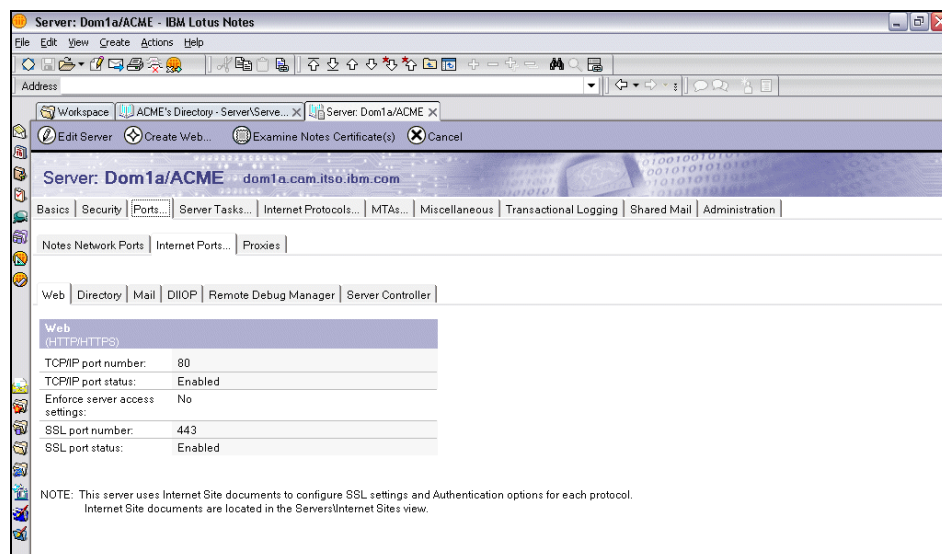 Server: Dom1a/ACME - IBM Lotus Notes
File Edit View Create Actions Help
Address
Workspace ACME's Directory - Server\Serve... X Server: Dom1a/ACME X
Edit Server Create Web... Examine Notes Certificate(s) Cancel
Server: Dom1a/ACME dom1a.cam.itso.ibm.com
Basics | Security | Ports... | Server Tasks... | Internet Protocols... | MTAs... | Miscellaneous | Transactional Logging | Shared Mail | Administration |
Notes Network Ports | Internet Ports... | Proxies |
Web | Directory | Mail | DIIOP | Remote Debug Manager | Server Controller |
Web
(HTTP/HTTPS)
TCP/IP port number: 80
TCP/IP port status: Enabled
Enforce server access settings: No
SSL port number: 443
SSL port status: Enabled
NOTE: This server uses Internet Site documents to configure SSL settings and Authentication options for each protocol.
Internet Site documents are located in the Servers\Internet Sites view.